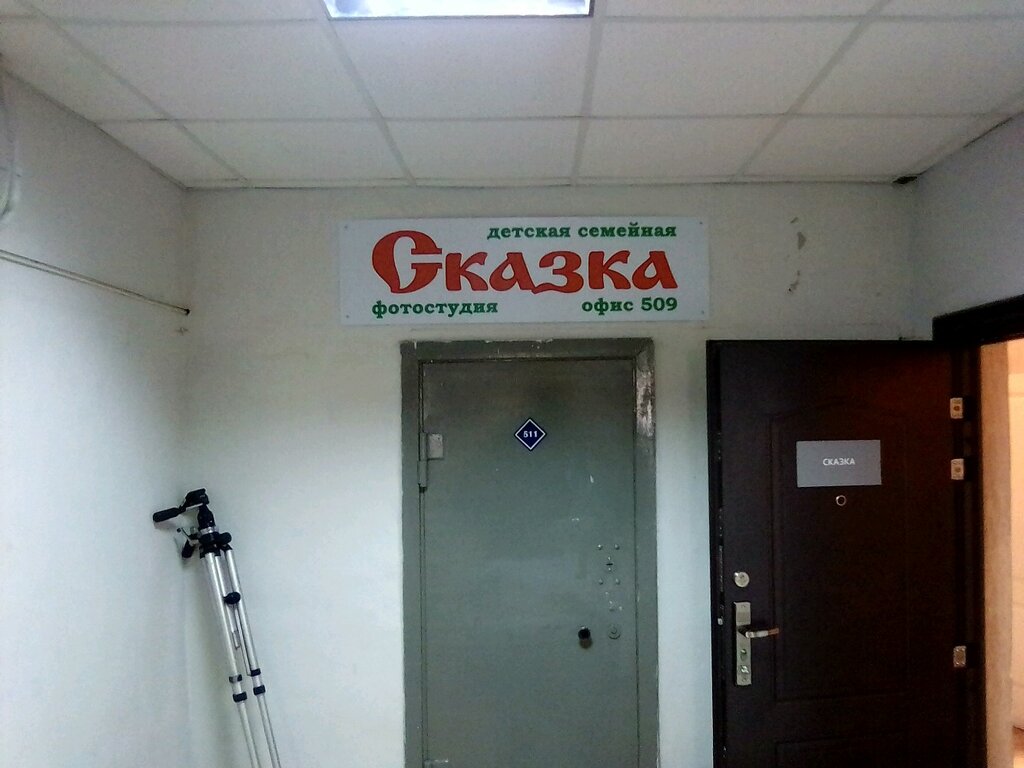 детская семейная
Сказка
фотостудия офис 509
511
СКАЗКА